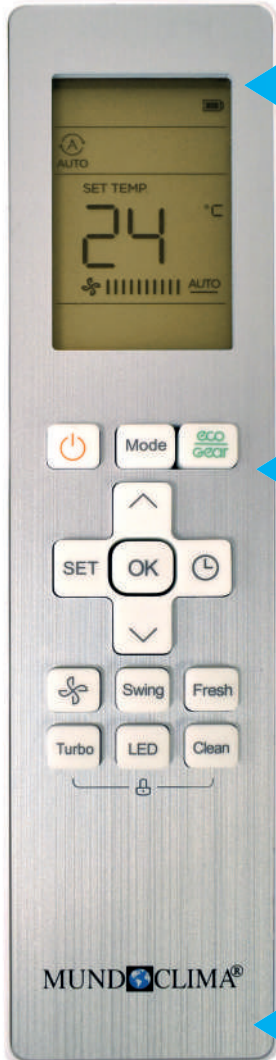 AUTO
SET TEMP.
24 °C
AUTO
Mode eco gear
SET OK
Swing Fresh
Turbo LED Clean
MUNDOCLIMA®